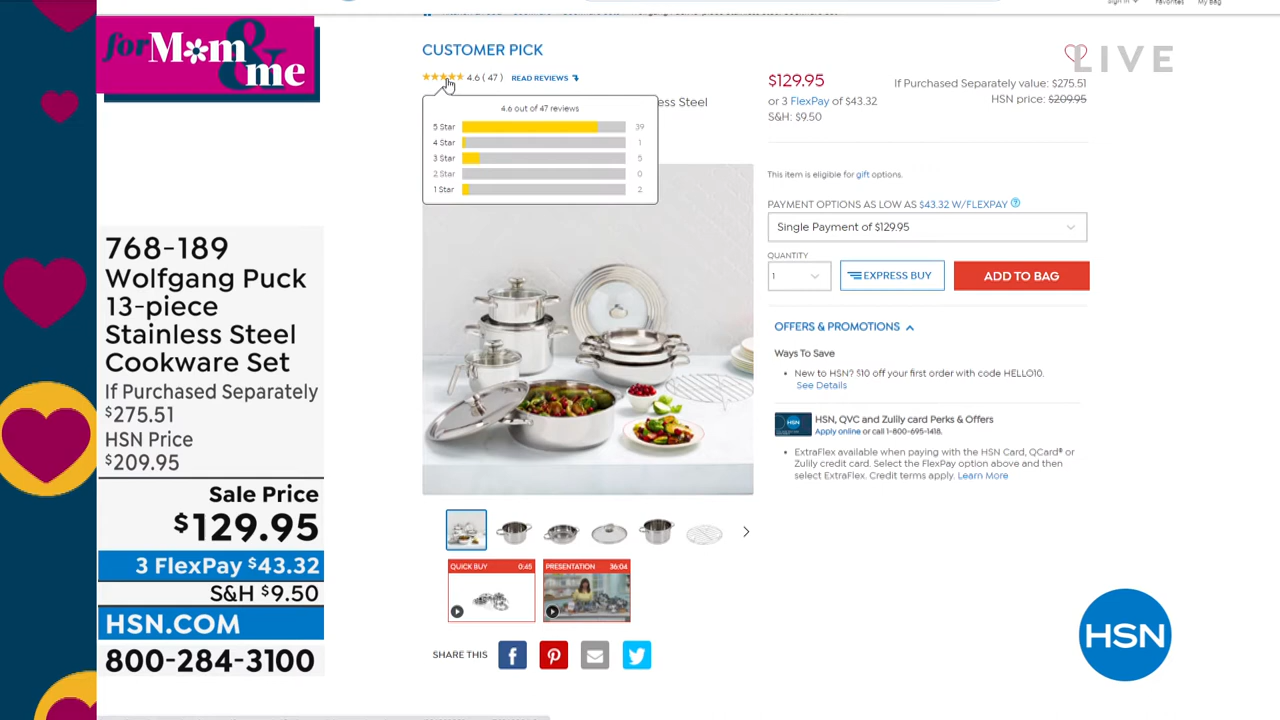 for
Mom
& me
768-189
Wolfgang Puck
13-piece
Stainless Steel
Cookware Set
If Purchased Separately
$275.51
HSN Price
$209.95
Sale Price
$129.95
3 FlexPay $43.32
S&H $9.50
HSN.COM
800-284-3100
Sign In
Favorites
My Bag
CUSTOMER PICK
4.6 (47) READ REVIEWS
ess Steel
4.6 out of 47 reviews
5 Star 39
4 Star 1
3 Star 5
2 Star 0
1 Star 2
QUICK BUY 0:45
PRESENTATION 36:04
SHARE THIS
LIVE
$129.95
or 3 FlexPay of $43.32
S&H: $9.50
If Purchased Separately value: $275.51
HSN price: $209.95
This item is eligible for gift options.
PAYMENT OPTIONS AS LOW AS $43.32 W/FLEXPAY ?
Single Payment of $129.95
QUANTITY
1
EXPRESS BUY
ADD TO BAG
OFFERS & PROMOTIONS
Ways To Save
• New to HSN? $10 off your first order with code HELLO10.
See Details
HSN, QVC and Zulily card Perks & Offers
Apply online or call 1-800-695-1418.
• ExtraFlex available when paying with the HSN Card, QCard® or
Zulily credit card. Select the FlexPay option above and then
select ExtraFlex. Credit terms apply. Learn More
HSN